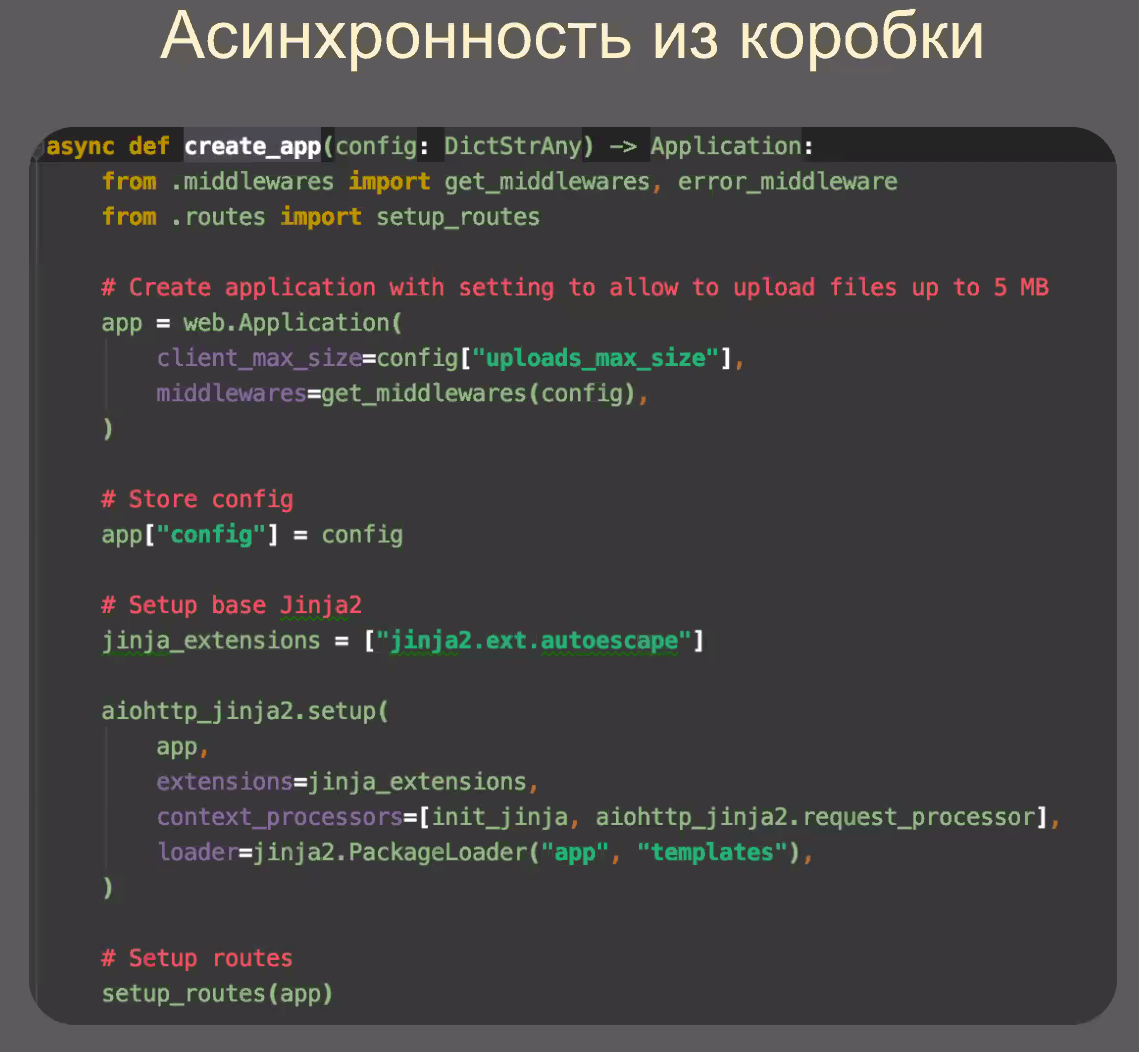 Асинхронность из коробки
async def create_app(config: DictStrAny) -> Application:
    from .middlewares import get_middlewares, error_middleware
    from .routes import setup_routes

    # Create application with setting to allow to upload files up to 5 MB
    app = web.Application(
        client_max_size=config["uploads_max_size"],
        middlewares=get_middlewares(config),
    )

    # Store config
    app["config"] = config

    # Setup base Jinja2
    jinja_extensions = ["jinja2.ext.autoescape"]

    aiohttp_jinja2.setup(
        app,
        extensions=jinja_extensions,
        context_processors=[init_jinja, aiohttp_jinja2.request_processor],
        loader=jinja2.PackageLoader("app", "templates"),
    )

    # Setup routes
    setup_routes(app)